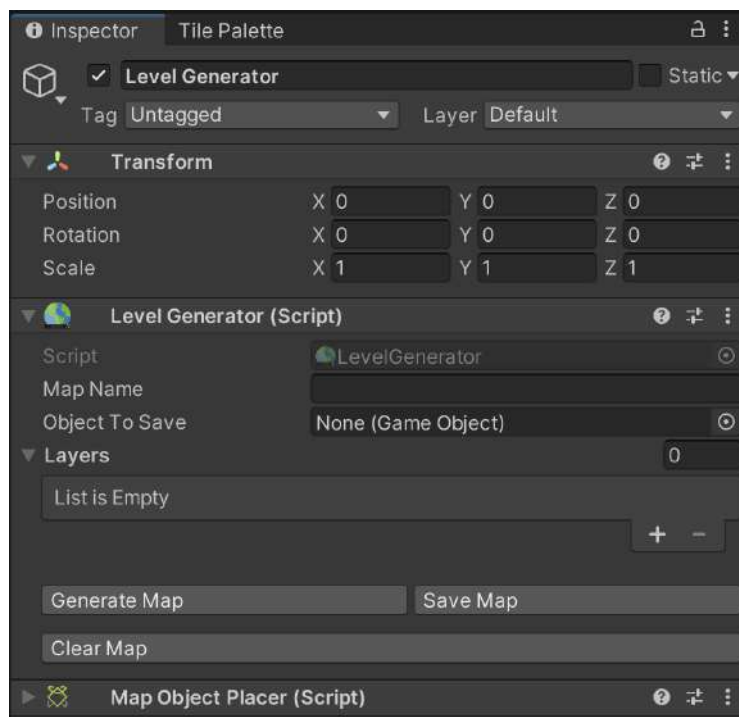 Inspector Tile Palette
Level Generator Static
Tag Untagged Layer Default
Transform
Position X 0 Y 0 Z 0
Rotation X 0 Y 0 Z 0
Scale X 1 Y 1 Z 1
Level Generator (Script)
Script LevelGenerator
Map Name
Object To Save None (Game Object)
Layers 0
List is Empty
+ −
Generate Map Save Map
Clear Map
Map Object Placer (Script)